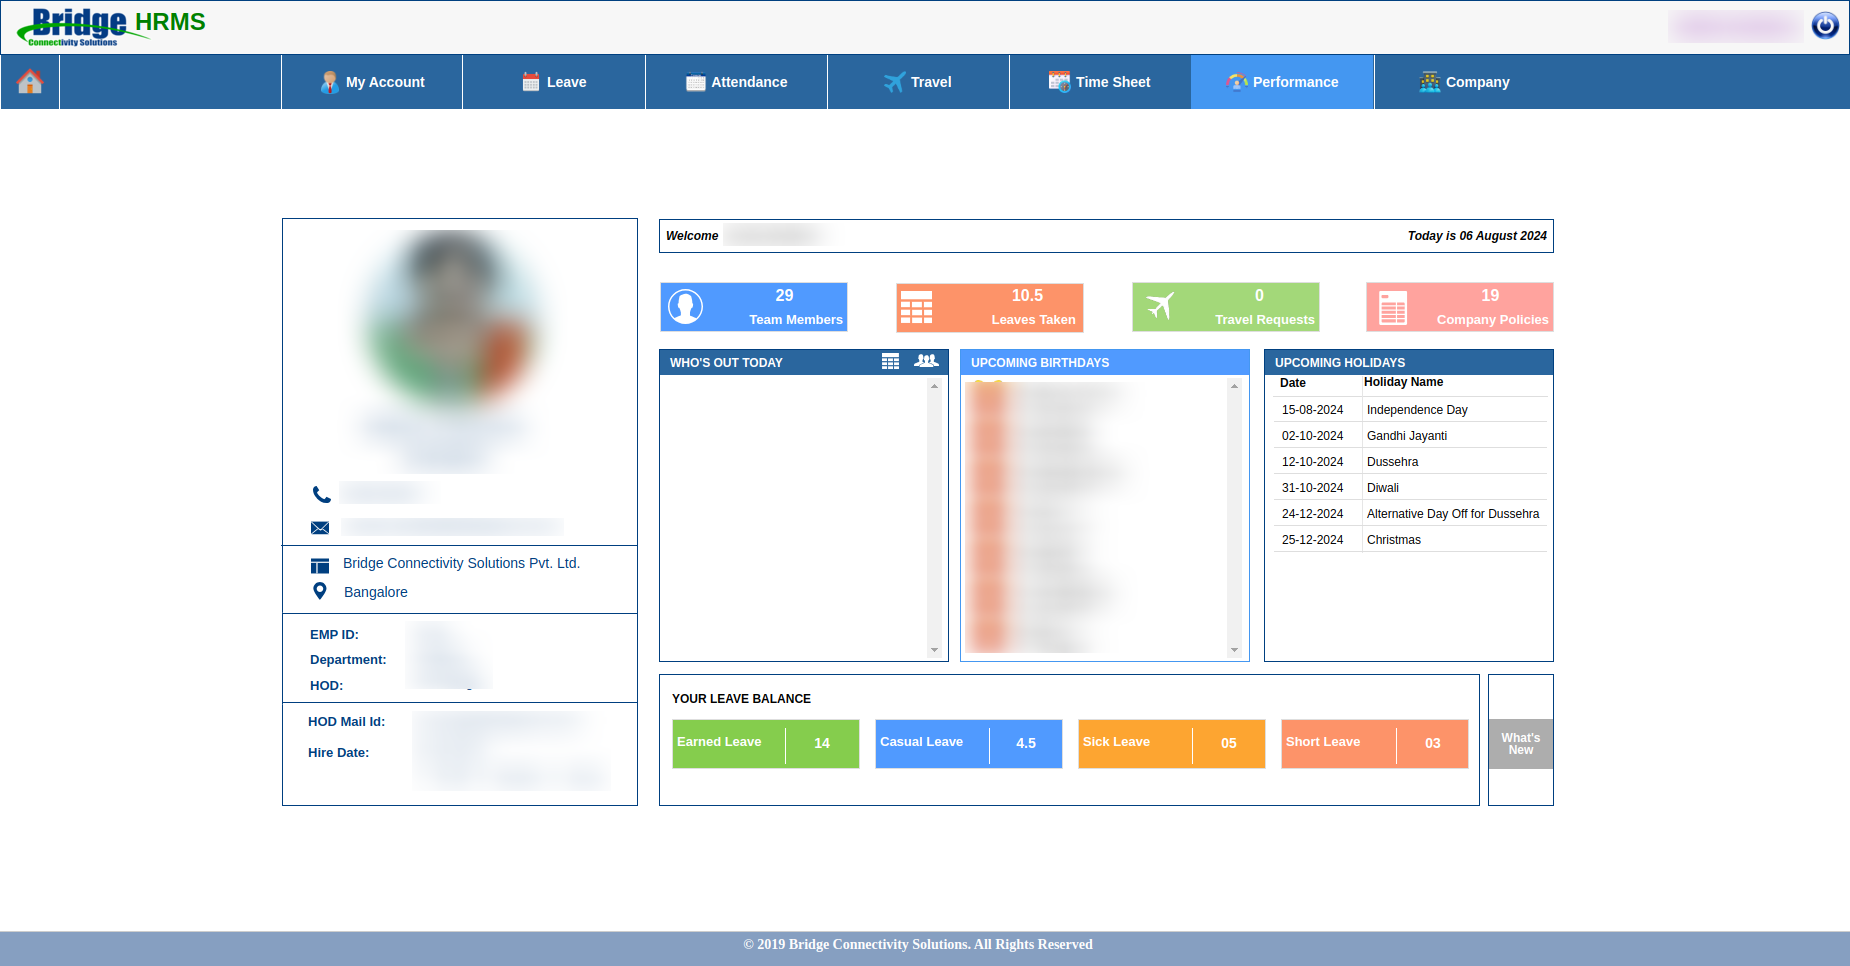 Bridge HRMS
Connectivity Solutions
My Account
Leave
Attendance
Travel
Time Sheet
Performance
Company
Welcome
Today is 06 August 2024
29
Team Members
10.5
Leaves Taken
0
Travel Requests
19
Company Policies
WHO'S OUT TODAY
UPCOMING BIRTHDAYS
UPCOMING HOLIDAYS
Date Holiday Name
15-08-2024 Independence Day
02-10-2024 Gandhi Jayanti
12-10-2024 Dussehra
31-10-2024 Diwali
24-12-2024 Alternative Day Off for Dussehra
25-12-2024 Christmas
Bridge Connectivity Solutions Pvt. Ltd.
Bangalore
EMP ID:
Department:
HOD:
HOD Mail Id:
Hire Date:
YOUR LEAVE BALANCE
Earned Leave 14
Casual Leave 4.5
Sick Leave 05
Short Leave 03
What's
New
© 2019 Bridge Connectivity Solutions. All Rights Reserved